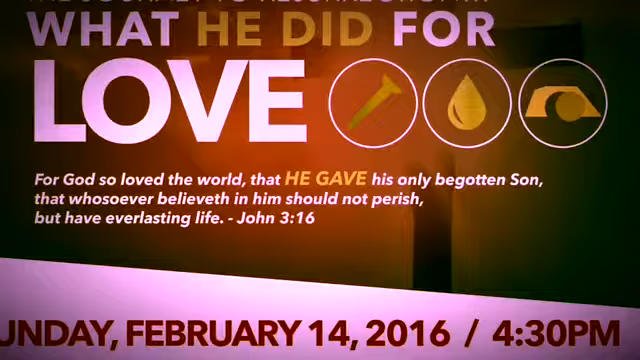 WHAT HE DID FOR
LOVE
For God so loved the world, that HE GAVE his only begotten Son,
that whosoever believeth in him should not perish,
but have everlasting life. - John 3:16
UNDAY, FEBRUARY 14, 2016 / 4:30PM